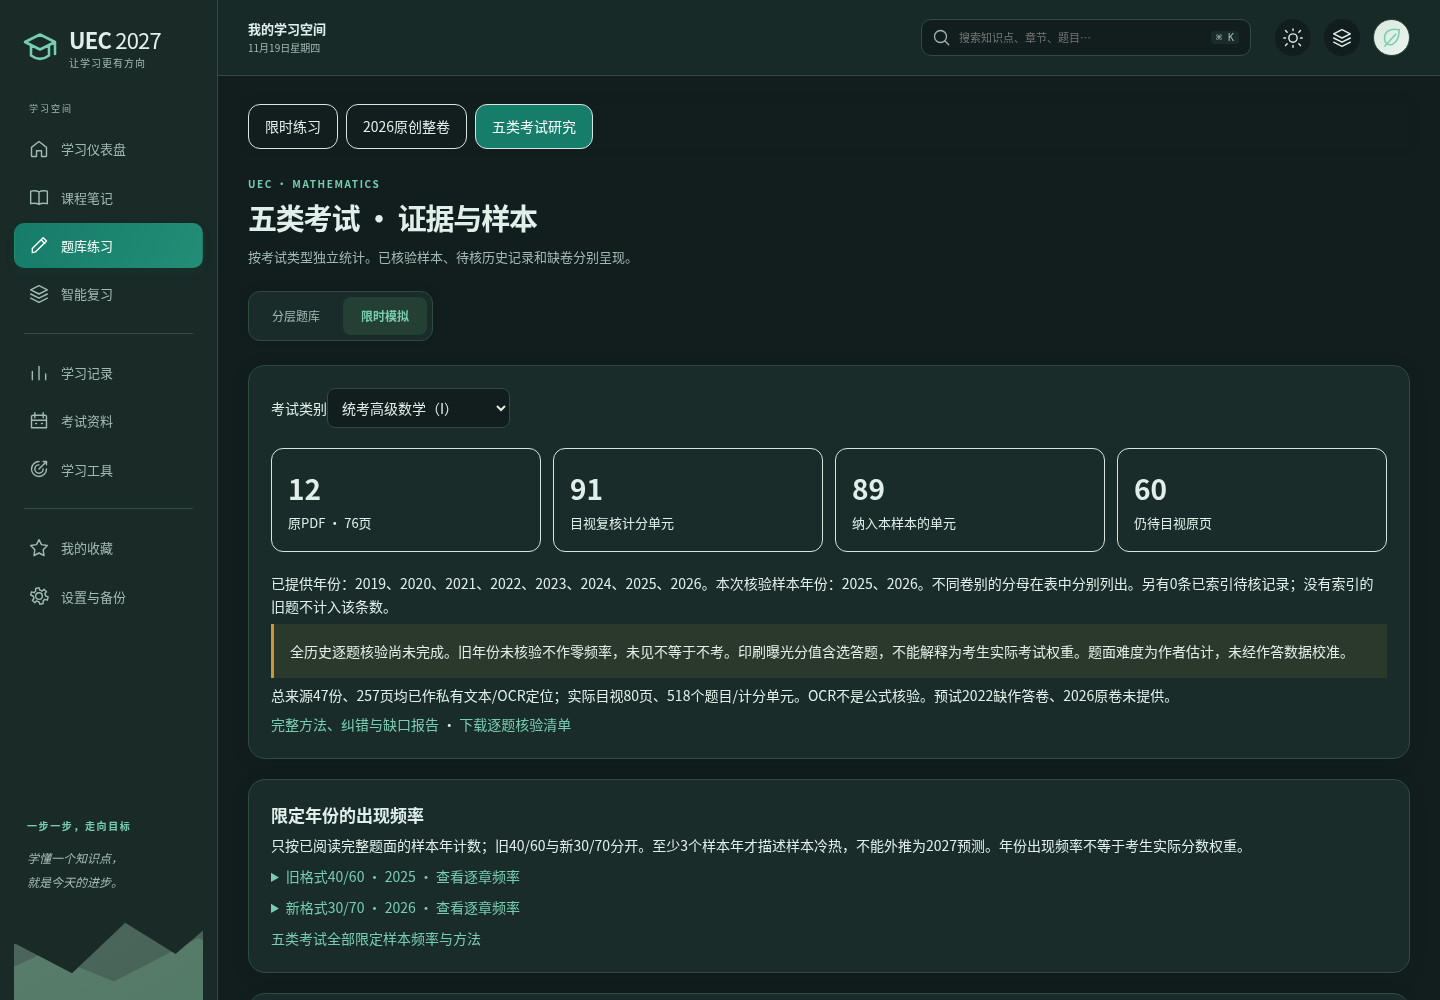 UEC 2027
让学习更有方向
学习空间
学习仪表盘
课程笔记
题库练习
智能复习
学习记录
考试资料
学习工具
我的收藏
设置与备份
一步一步，走向目标
学懂一个知识点，
就是今天的进步。
我的学习空间
11月19日星期四
搜索知识点、章节、题目…
⌘ K
限时练习
2026原创整卷
五类考试研究
UEC · MATHEMATICS
五类考试 · 证据与样本
按考试类型独立统计。已核验样本、待核历史记录和缺卷分别呈现。
分层题库
限时模拟
考试类别
统考高级数学（I）
12
原PDF · 76页
91
目视复核计分单元
89
纳入本样本的单元
60
仍待目视原页
已提供年份：2019、2020、2021、2022、2023、2024、2025、2026。本次核验样本年份：2025、2026。不同卷别的分母在表中分别列出。另有0条已索引待核记录；没有索引的
旧题不计入该条数。
全历史逐题核验尚未完成。旧年份未核验不作零频率，未见不等于不考。印刷曝光分值含选答题，不能解释为考生实际考试权重。题面难度为作者估计，未经作答数据校准。
总来源47份、257页均已作私有文本/OCR定位；实际目视80页、518个题目/计分单元。OCR不是公式核验。预试2022缺作答卷、2026原卷未提供。
完整方法、纠错与缺口报告 · 下载逐题核验清单
限定年份的出现频率
只按已阅读完整题面的样本年计数；旧40/60与新30/70分开。至少3个样本年才描述样本冷热，不能外推为2027预测。年份出现频率不等于考生实际分数权重。
旧格式40/60 · 2025 · 查看逐章频率
新格式30/70 · 2026 · 查看逐章频率
五类考试全部限定样本频率与方法